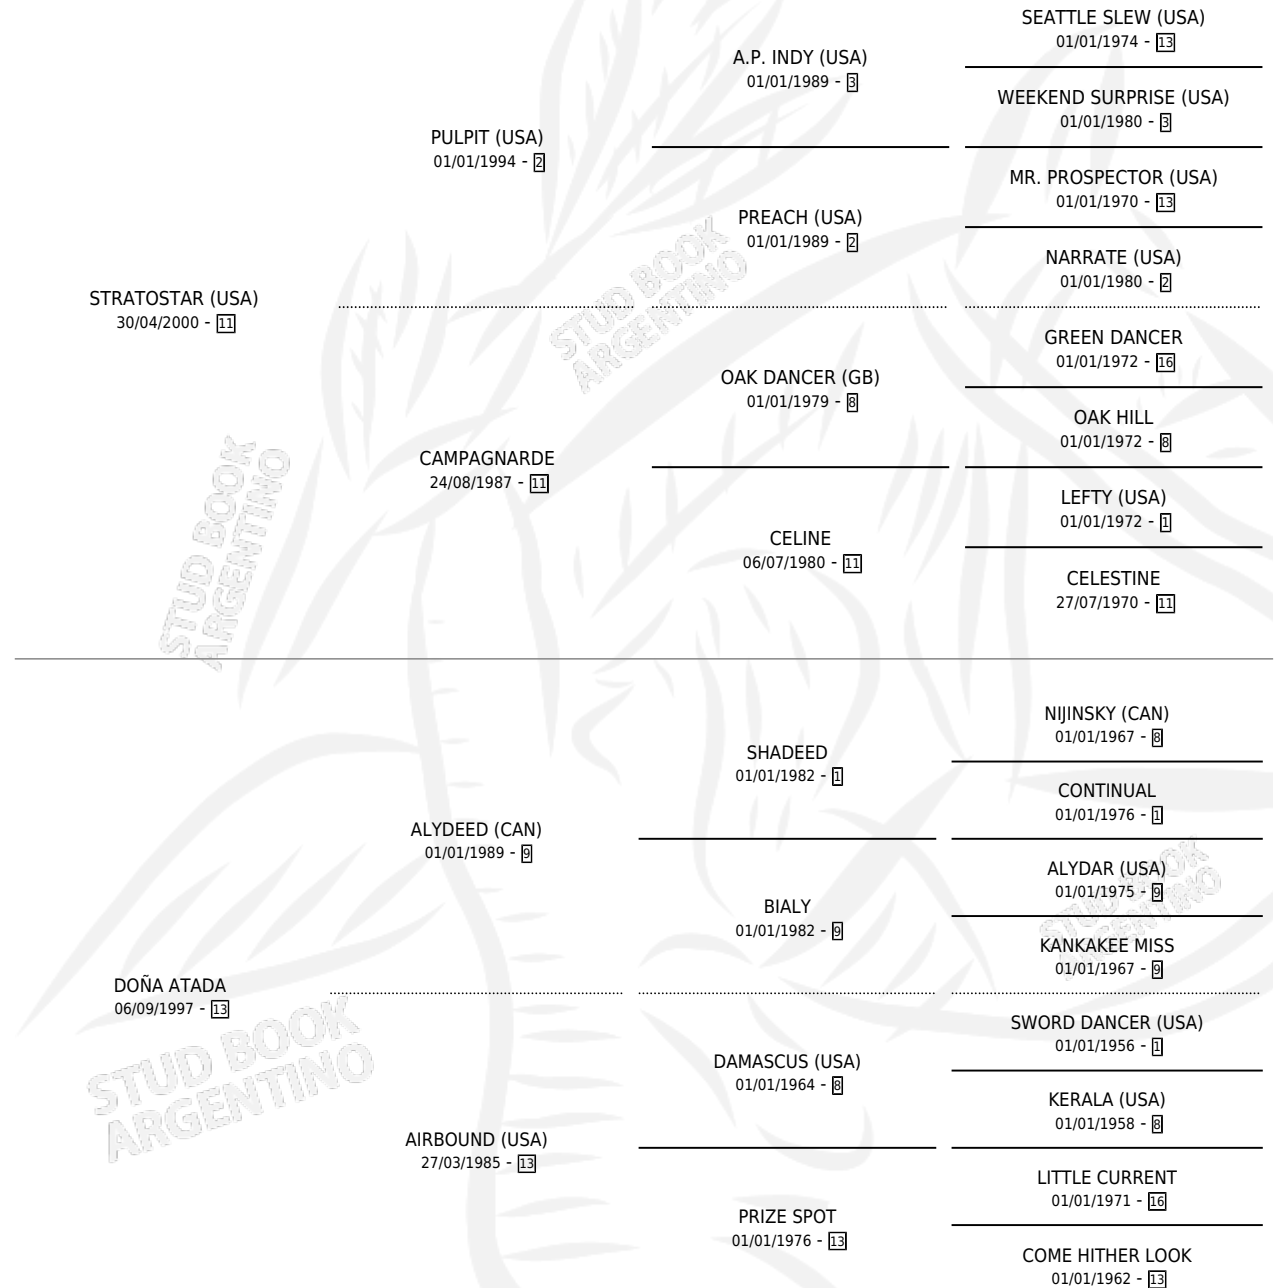 SEATTLE SLEW (USA)
01/01/1974 - 13
A.P. INDY (USA)
01/01/1989 - 3
WEEKEND SURPRISE (USA)
01/01/1980 - 3
PULPIT (USA)
01/01/1994 - 2
MR. PROSPECTOR (USA)
01/01/1970 - 13
PREACH (USA)
01/01/1989 - 2
NARRATE (USA)
01/01/1980 - 2
STRATOSTAR (USA)
30/04/2000 - 11
GREEN DANCER
01/01/1972 - 16
OAK DANCER (GB)
01/01/1979 - 8
OAK HILL
01/01/1972 - 8
CAMPAGNARDE
24/08/1987 - 11
LEFTY (USA)
01/01/1972 - 1
CELINE
06/07/1980 - 11
CELESTINE
27/07/1970 - 11
NIJINSKY (CAN)
01/01/1967 - 8
SHADEED
01/01/1982 - 1
CONTINUAL
01/01/1976 - 1
ALYDEED (CAN)
01/01/1989 - 9
ALYDAR (USA)
01/01/1975 - 9
BIALY
01/01/1982 - 9
KANKAKEE MISS
01/01/1967 - 9
DOÑA ATADA
06/09/1997 - 13
SWORD DANCER (USA)
01/01/1956 - 1
DAMASCUS (USA)
01/01/1964 - 8
KERALA (USA)
01/01/1958 - 8
AIRBOUND (USA)
27/03/1985 - 13
LITTLE CURRENT
01/01/1971 - 16
PRIZE SPOT
01/01/1976 - 13
COME HITHER LOOK
01/01/1962 - 13
STUD BOOK
ARGENTINO
STUD BOOK
ARGENTINO
STUD BOOK
ARGENTINO
STUD BOOK
ARGENTINO